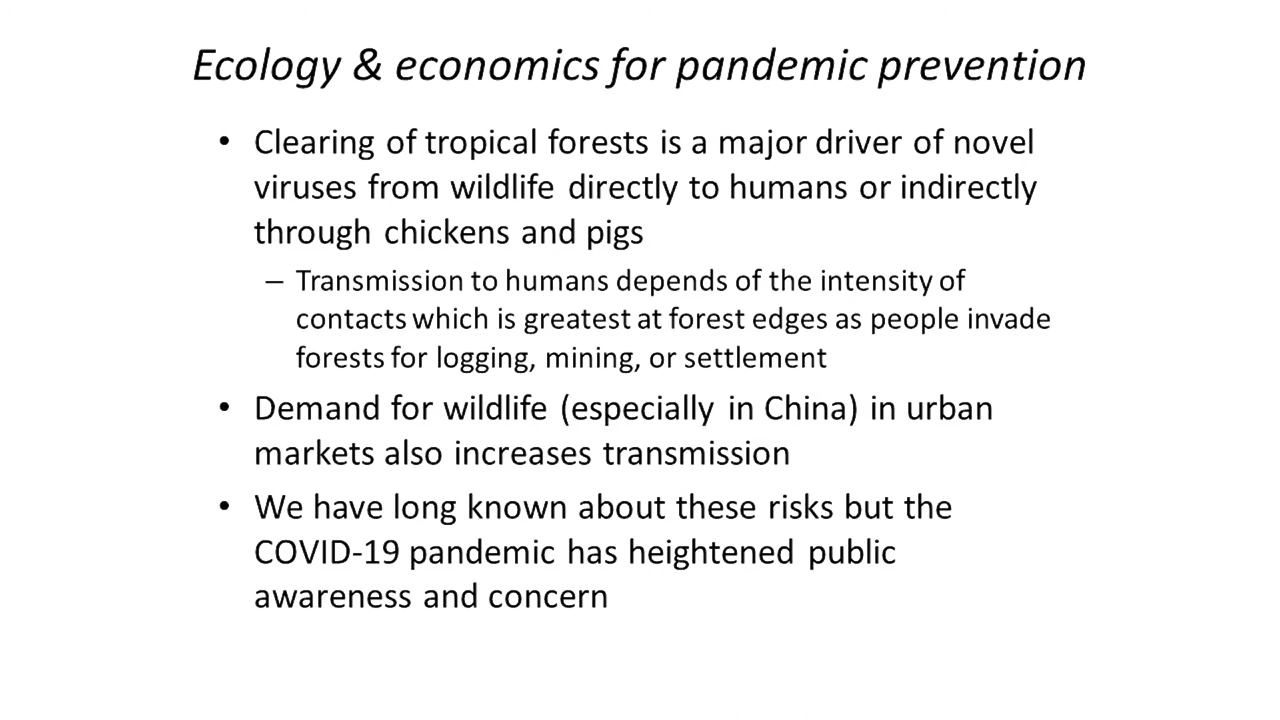 Ecology & economics for pandemic prevention
• Clearing of tropical forests is a major driver of novel
viruses from wildlife directly to humans or indirectly
through chickens and pigs
– Transmission to humans depends of the intensity of
contacts which is greatest at forest edges as people invade
forests for logging, mining, or settlement
• Demand for wildlife (especially in China) in urban
markets also increases transmission
• We have long known about these risks but the
COVID-19 pandemic has heightened public
awareness and concern